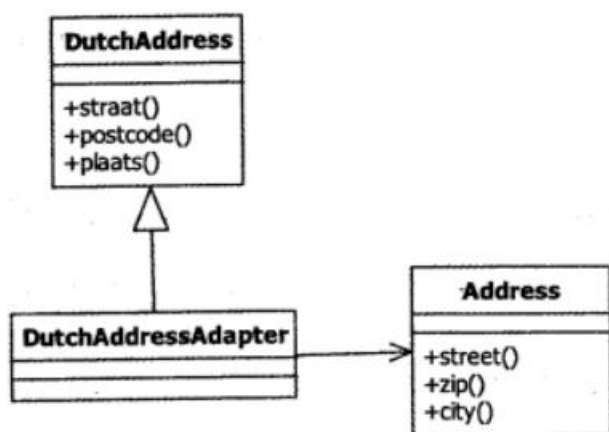 DutchAddress
+straat()
+postcode()
+plaats()
DutchAddressAdapter
Address
+street()
+zip()
+city()